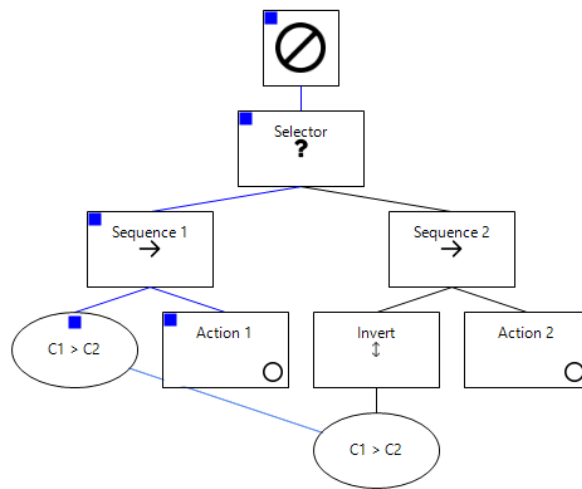 Selector
?
Sequence 1
Sequence 2
C1 > C2
Action 1
Invert
Action 2
C1 > C2